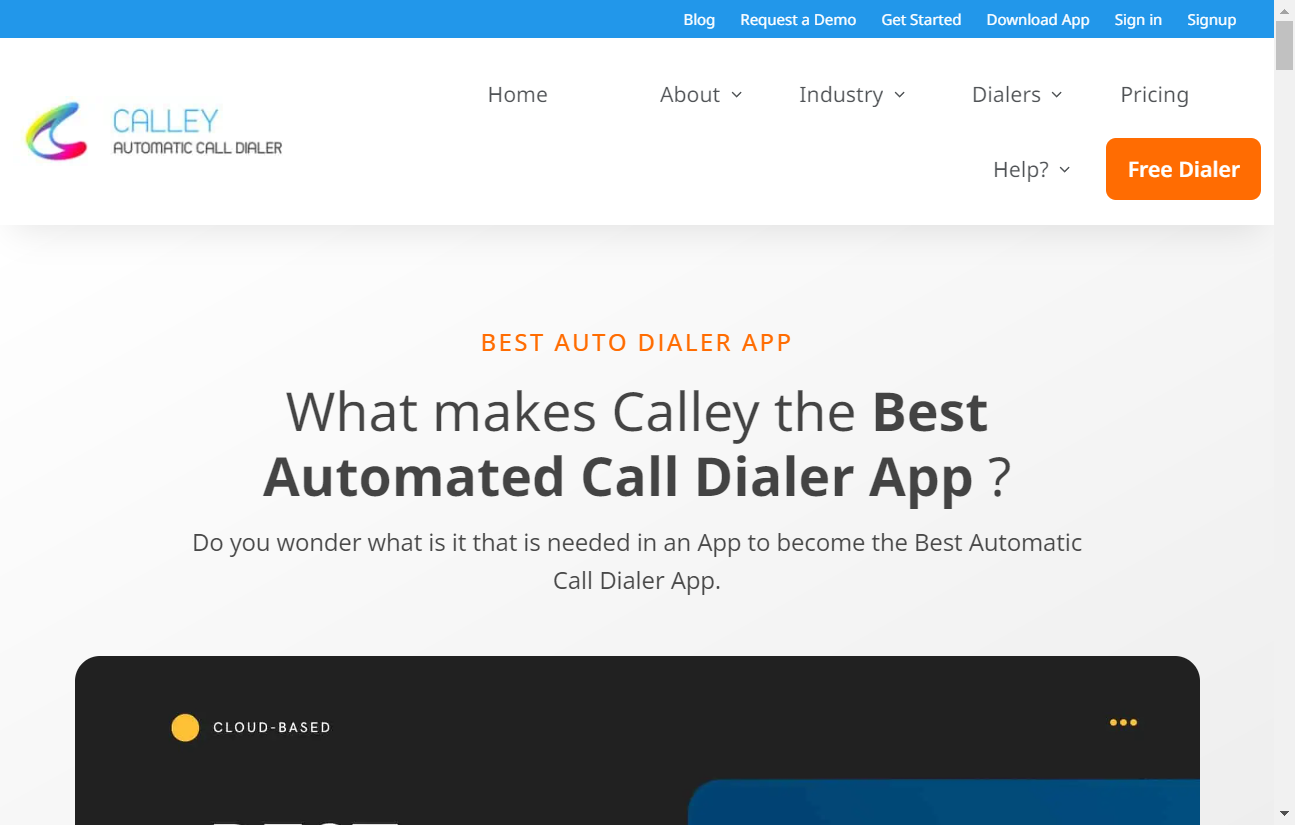 Blog Request a Demo Get Started Download App Sign in Signup
CALLEY
AUTOMATIC CALL DIALER
Home About Industry Dialers Pricing
Help? Free Dialer
BEST AUTO DIALER APP
What makes Calley the Best
Automated Call Dialer App ?
Do you wonder what is it that is needed in an App to become the Best Automatic
Call Dialer App.
CLOUD-BASED